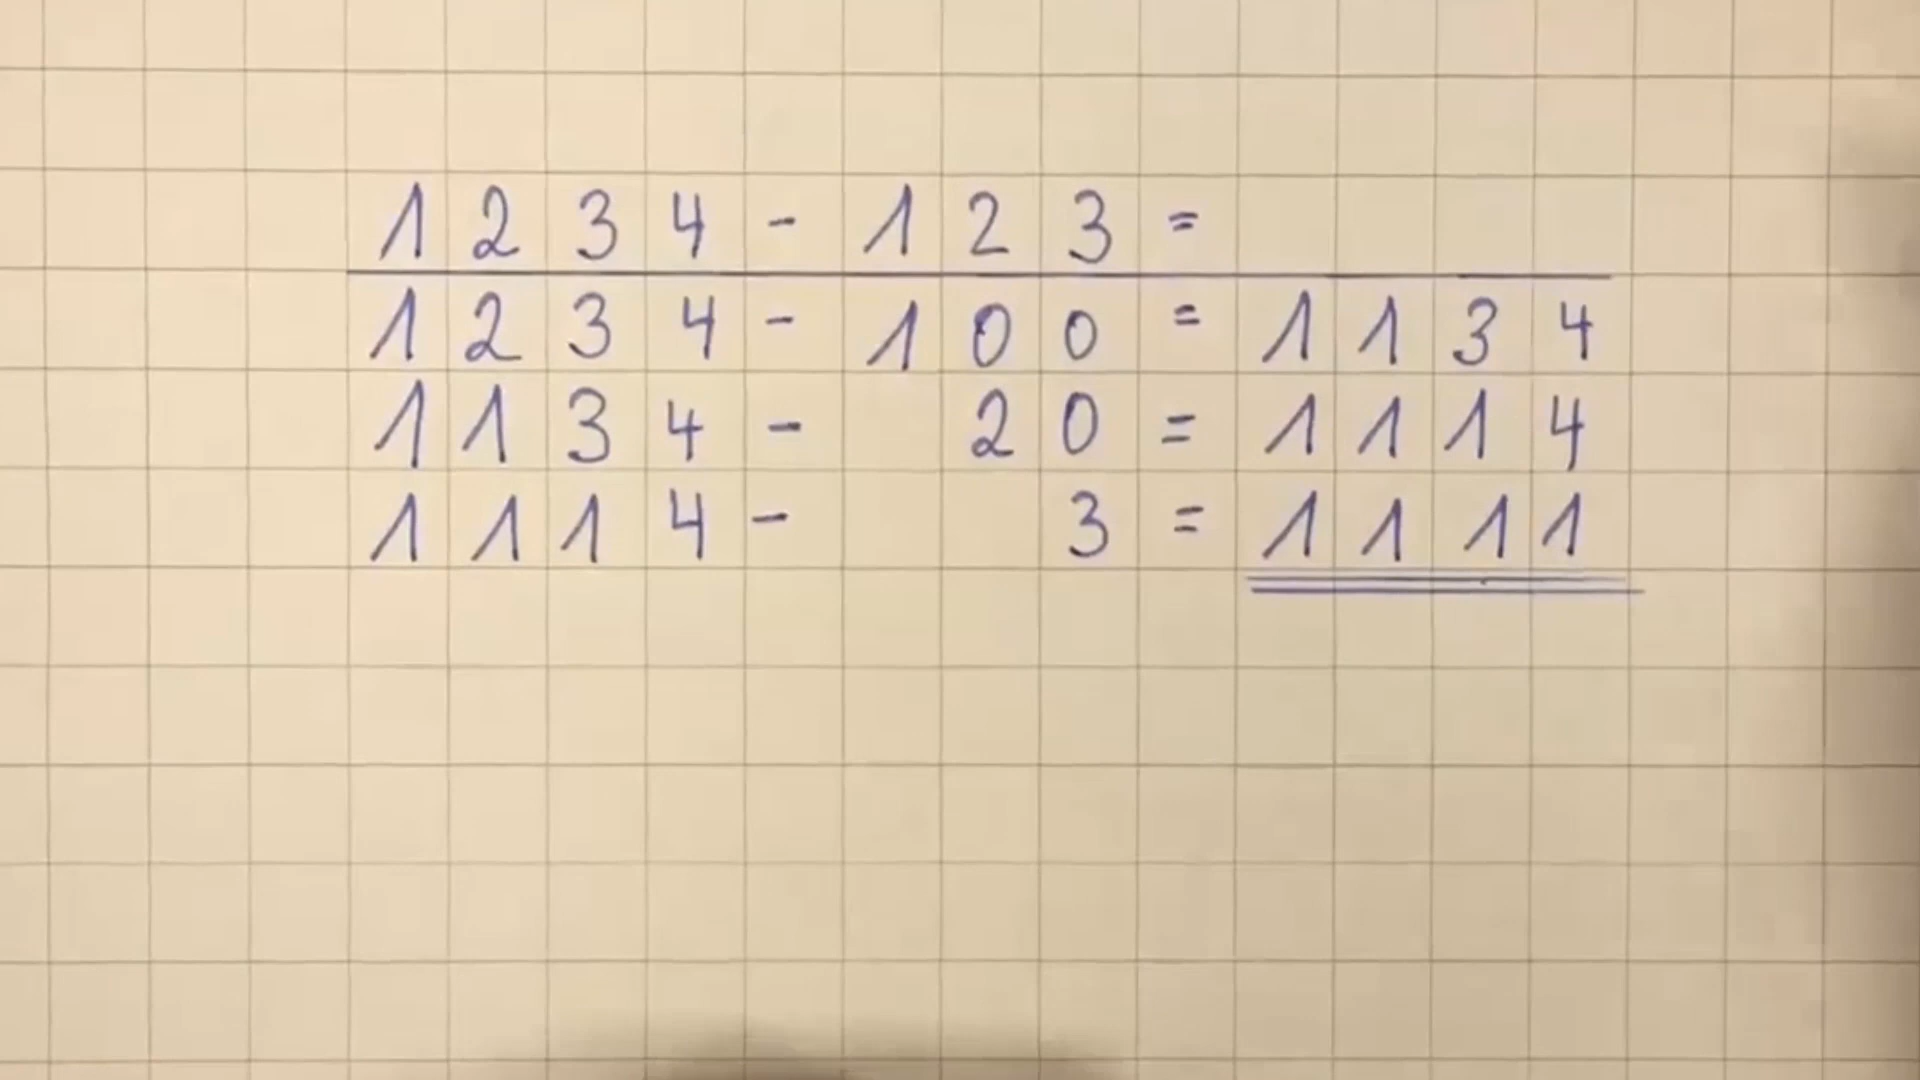 1234 - 123 =
1234 - 100 = 1134
1134 - 20 = 1114
1114 - 3 = 1111